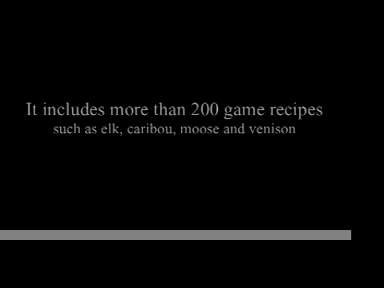 It includes more than 200 game recipes
such as elk, caribou, moose and venison